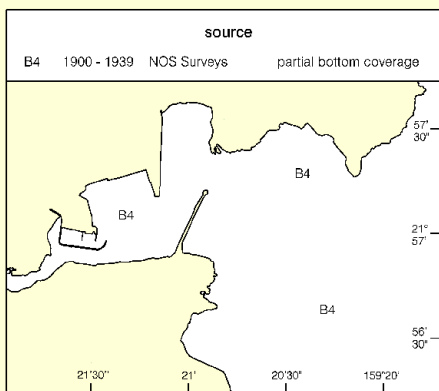 source
B4 1900 - 1939 NOS Surveys partial bottom coverage
57'
30"
B4
B4
21°
57'
B4
56'
30"
21'30" 21' 20'30" 159°20'